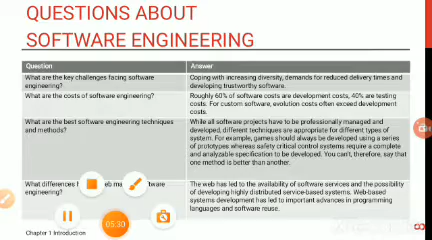 QUESTIONS ABOUT
SOFTWARE ENGINEERING
Question
Answer
What are the key challenges facing software
engineering?
Coping with increasing diversity, demands for reduced delivery times and
developing trustworthy software.
What are the costs of software engineering?
Roughly 60% of software costs are development costs, 40% are testing
costs. For custom software, evolution costs often exceed development
costs.
What are the best software engineering techniques
and methods?
While all software projects have to be professionally managed and
developed, different techniques are appropriate for different types of
system. For example, games should always be developed using a series
of prototypes whereas safety critical control systems require a complete
and analyzable specification to be developed. You can't, therefore, say that
one method is better than another.
What differences web software
engineering?
The web has led to the availability of software services and the possibility
of developing highly distributed service-based systems. Web-based
systems development has led to important advances in programming
languages and software reuse.
05:30
Chapter 1 Introduction